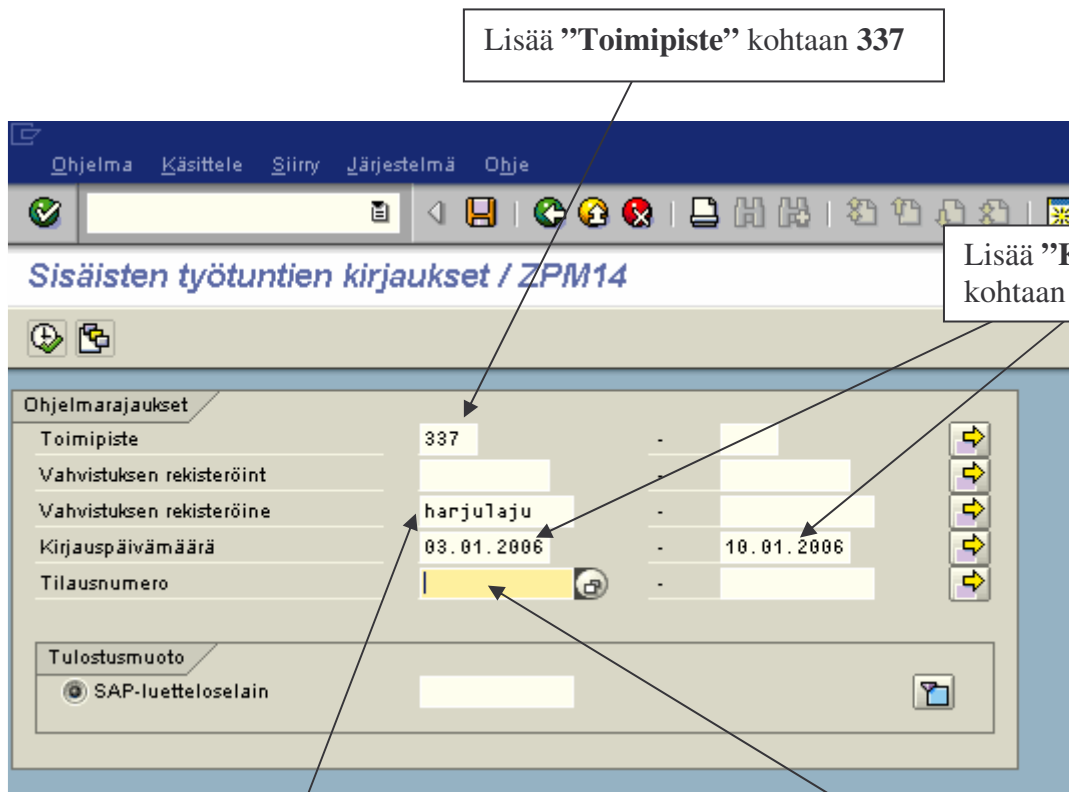 Lisää ”Toimipiste” kohtaan 337
Ohjelma Käsittele Siirry Järjestelmä Ohje
Lisää ”K
kohtaan
Sisäisten työtuntien kirjaukset / ZPM14
Ohjelmarajaukset
Toimipiste 337 -
Vahvistuksen rekisteröint -
Vahvistuksen rekisteröine harjulaju -
Kirjauspäivämäärä 03.01.2006 - 10.01.2006
Tilausnumero -
Tulostusmuoto
SAP-luetteloselain